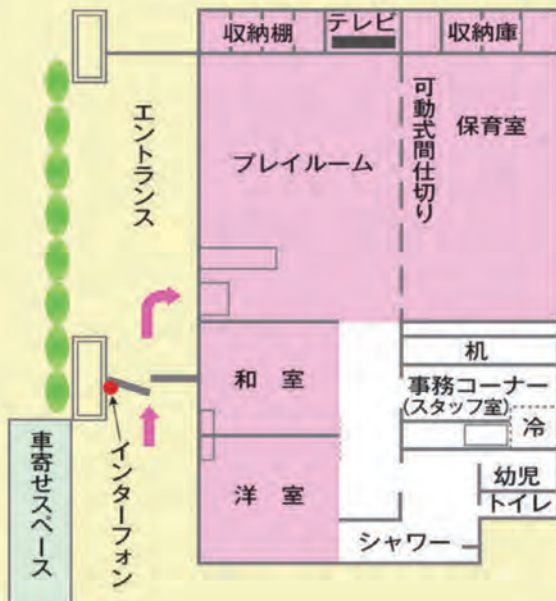 収納棚
テレビ
収納庫
エントランス
プレイルーム
可動式間仕切り
保育室
机
和 室
事務コーナー
(スタッフ室)
冷
車寄せスペース
インターフォン
洋 室
幼児
トイレ
シャワー